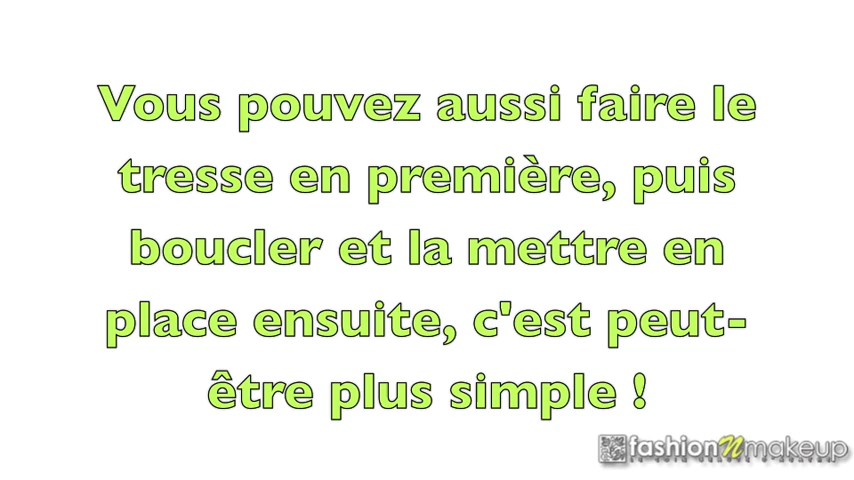 Vous pouvez aussi faire le
tresse en première, puis
boucler et la mettre en
place ensuite, c'est peut-
être plus simple !
fashionNmakeup